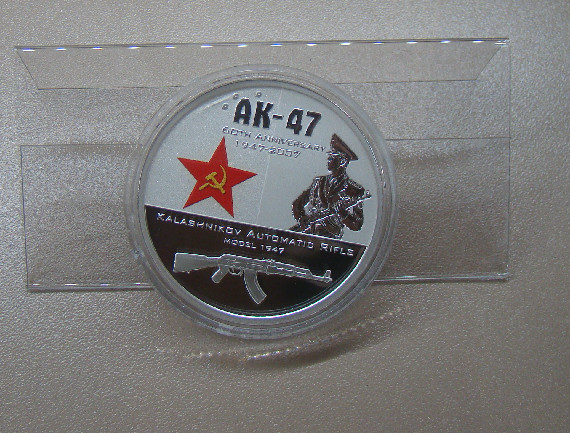 AK-47
60TH ANNIVERSARY
1947-2007
KALASHNIKOV AUTOMATIC RIFLE
MODEL 1947